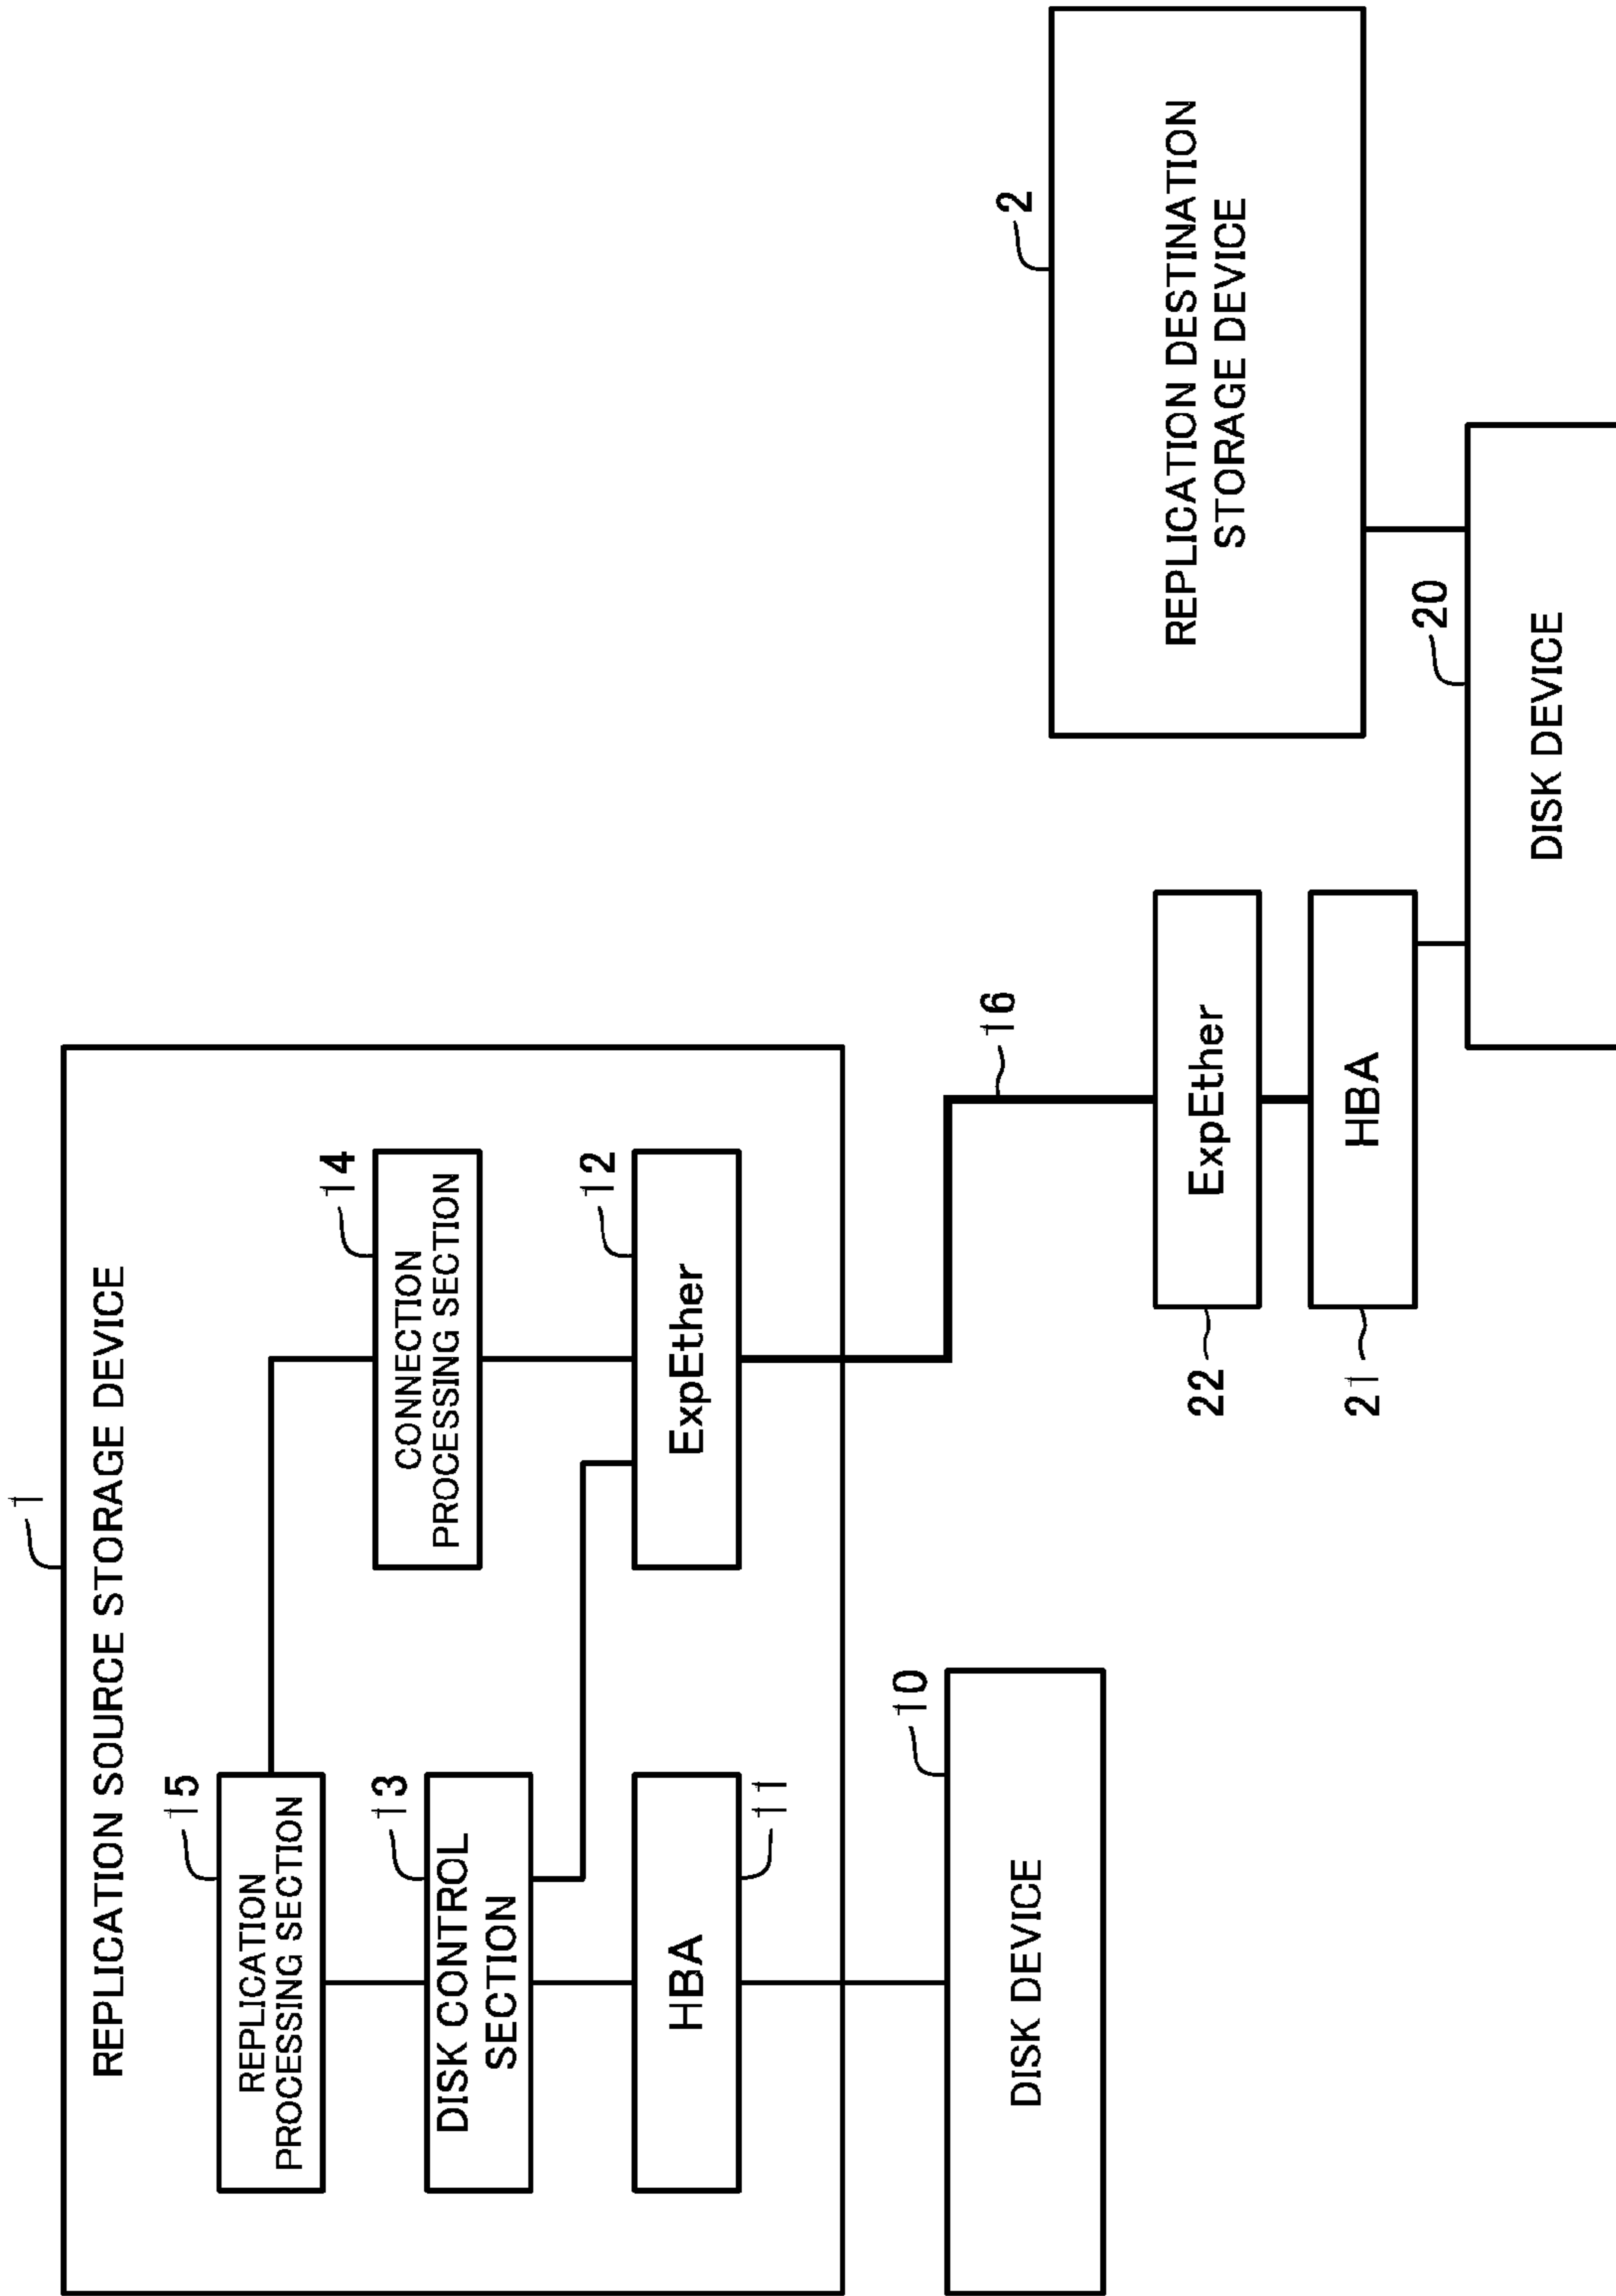 1
REPLICATION SOURCE STORAGE DEVICE
15
REPLICATION
PROCESSING SECTION
14
CONNECTION
PROCESSING SECTION
13
DISK CONTROL
SECTION
12
ExpEther
HBA
11
10
DISK DEVICE
16
2
REPLICATION DESTINATION
STORAGE DEVICE
22
ExpEther
21
HBA
20
DISK DEVICE